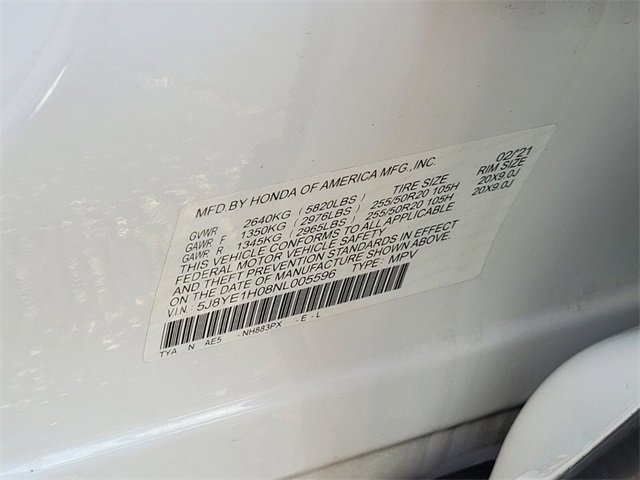 MFD.BY HONDA OF AMERICA MFG.,INC. 02/'21
GVWR 2640KG (5820LBS) TIRE SIZE RIM SIZE
GAWR F 1350KG (2976LBS) 255/50R20 105H 20X9.0J
GAWR R 1345KG (2965LBS) 255/50R20 105H 20X9.0J
THIS VEHICLE CONFORMS TO ALL APPLICABLE
FEDERAL MOTOR VEHICLE SAFETY
AND THEFT PREVENTION STANDARDS IN EFFECT
ON THE DATE OF MANUFACTURE SHOWN ABOVE.
V.I.N: 5J8YE1H08NL005596 TYPE: MPV
TYA N AE5 -NH883PX -E-L